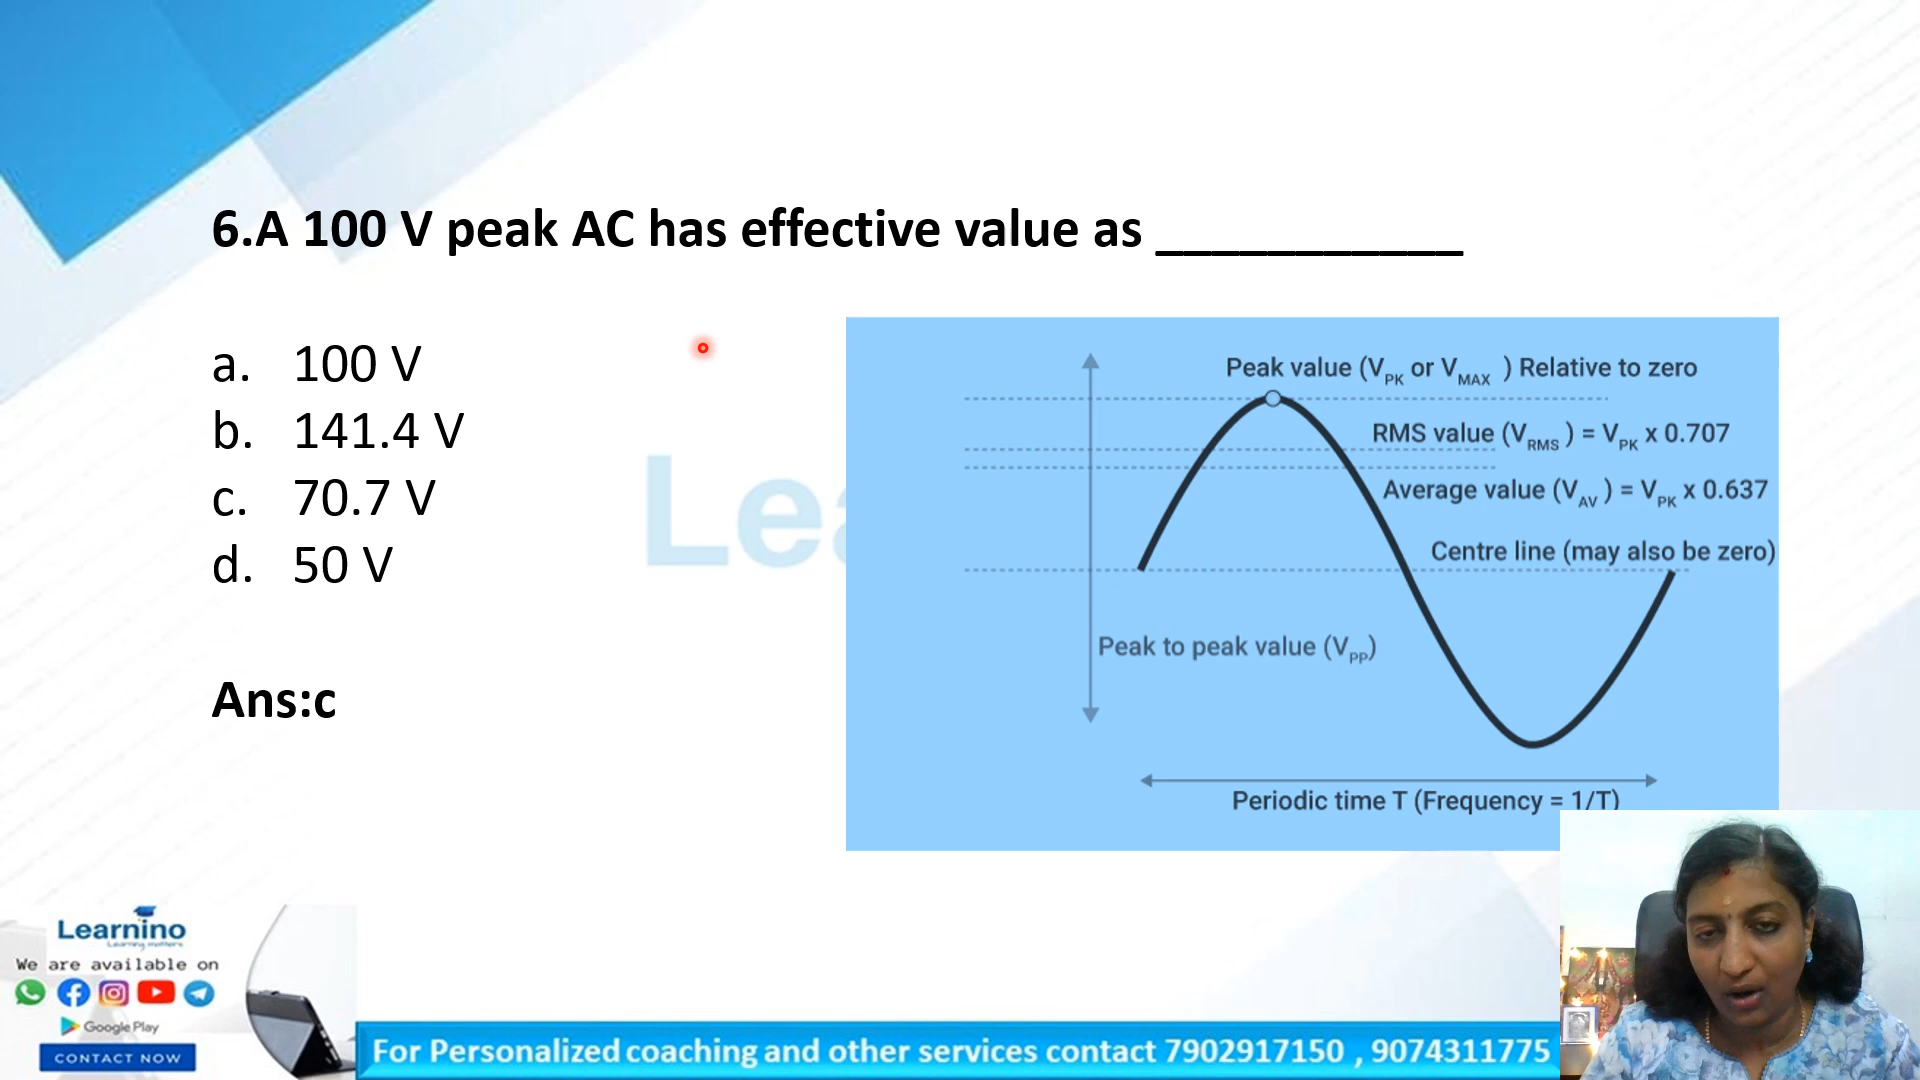 6.A 100 V peak AC has effective value as ___________
a. 100 V
b. 141.4 V
c. 70.7 V
d. 50 V
Ans:c
Lea
Peak value (VPK or VMAX ) Relative to zero
RMS value (VRMS ) = VPK x 0.707
Average value (VAV ) = VPK x 0.637
Centre line (may also be zero)
Peak to peak value (VPP)
Periodic time T (Frequency = 1/T)
Learnino
Learning matters
We are available on
Google Play
CONTACT NOW
For Personalized coaching and other services contact 7902917150 , 9074311775